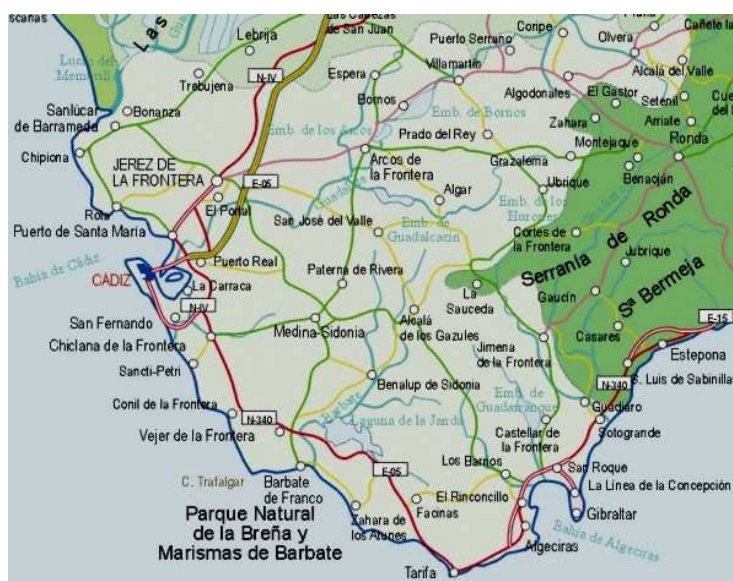 Las Cabezas
de San Juan
Lebrija
Las
Coripe
Olvera
Puerto Serrano
N-IV
Espera
Villamartín
Alcalá del Valle
Trebujena
Algodonales
El Gastor
Setenil
Bornos
Emb. de Bornos
Sanlúcar
de Barrameda
Bonanza
Zahara
Arriate
Emb. de los Arcos
Prado del Rey
Montejaque
Ronda
Chipiona
JEREZ DE
LA FRONTERA
Arcos de
la Frontera
Grazalema
E-05
Algar
Ubrique
Benaoján
Rota
El Portal
Emb. de los
Hurones
Puerto de Santa María
San José del Valle
Emb. de
Guadalcacín
Cortes de
la Frontera
Serranía de Ronda
Bahía de Cádiz
CÁDIZ
Puerto Real
Paterna de Rivera
Jubrique
La Carraca
La
Sauceda
Gaucín
Sª Bermeja
N-IV
San Fernando
Medina-Sidonia
Alcalá
de los Gazules
E-15
Chiclana de la Frontera
Jimena
de la Frontera
Casares
Estepona
Sancti-Petri
Benalup de Sidonia
N-340
S. Luis de Sabinilla
Conil de la Frontera
Barbate
Emb. de
Guadarranque
Guadiaro
N-340
Laguna de la Janda
Vejer de la Frontera
Castellar de
la Frontera
Sotogrande
E-05
Los Barrios
San Roque
C. Trafalgar
Barbate
de Franco
El Rinconcillo
La Línea de la Concepción
Parque Natural
de la Breña y
Marismas de Barbate
Zahara de
los Atunes
Facinas
Gibraltar
Bahía de Algeciras
Algeciras
Tarifa